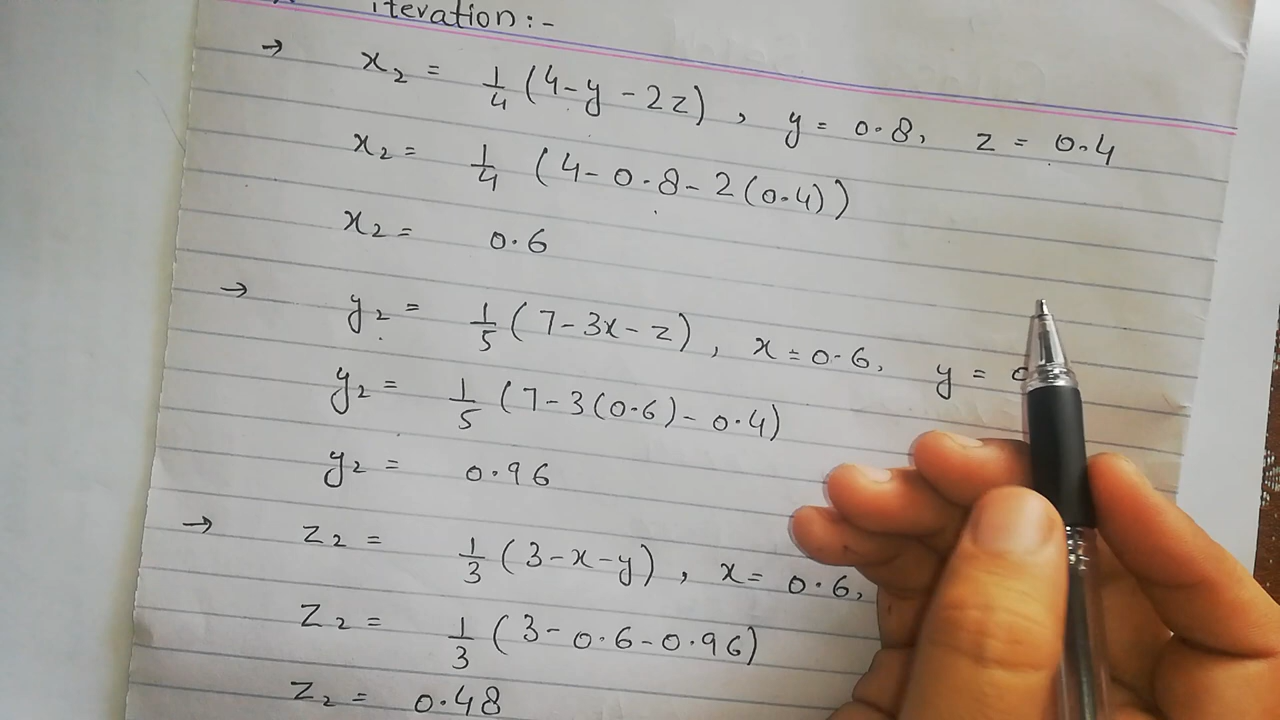 iteration :-
→ x₂ = 1/4 (4 - y - 2z) , y = 0.8, z = 0.4
x₂ = 1/4 (4 - 0.8 - 2(0.4))
x₂ = 0.6
→ y₂ = 1/5 (7 - 3x - z) , x = 0.6, y =
y₂ = 1/5 (7 - 3(0.6) - 0.4)
y₂ = 0.96
→ z₂ = 1/3 (3 - x - y) , x = 0.6,
z₂ = 1/3 (3 - 0.6 - 0.96)
z₂ = 0.48